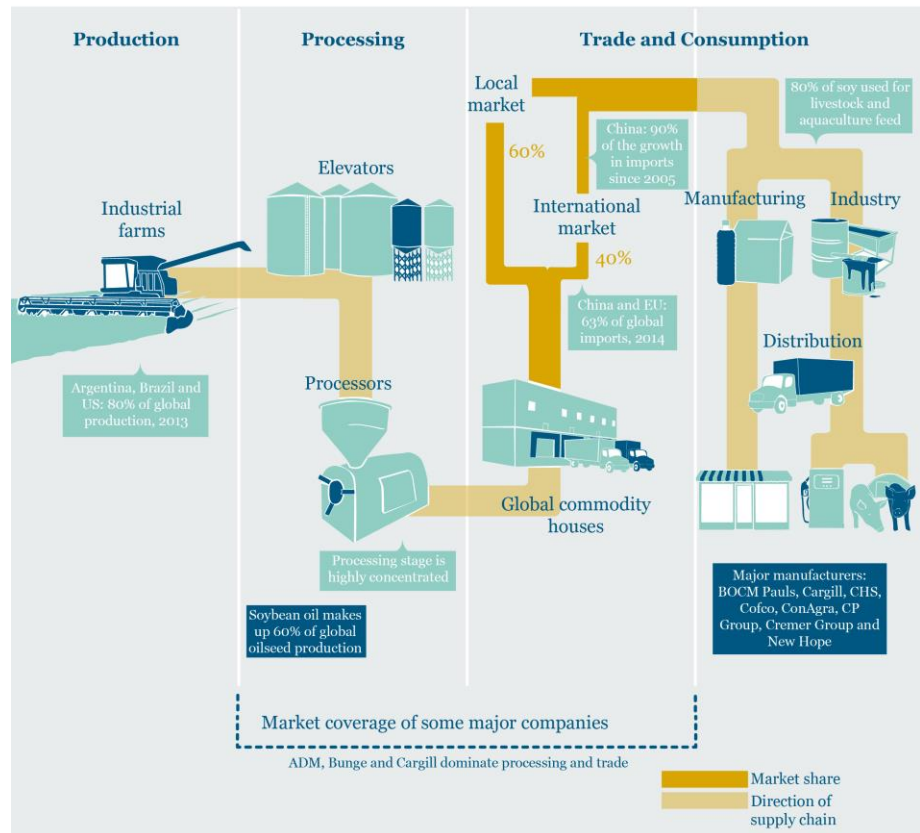 Production
Processing
Trade and Consumption
Industrial
farms
Argentina, Brazil and
US: 80% of global
production, 2013
Elevators
Processors
Processing stage is
highly concentrated
Soybean oil makes
up 60% of global
oilseed production
Local
market
60%
China: 90%
of the growth
in imports
since 2005
International
market
40%
China and EU:
63% of global
imports, 2014
Global commodity
houses
80% of soy used for
livestock and
aquaculture feed
Manufacturing
Industry
Distribution
Major manufacturers:
BOCM Pauls, Cargill, CHS,
Cofco, ConAgra, CP
Group, Cremer Group and
New Hope
Market coverage of some major companies
ADM, Bunge and Cargill dominate processing and trade
Market share
Direction of
supply chain